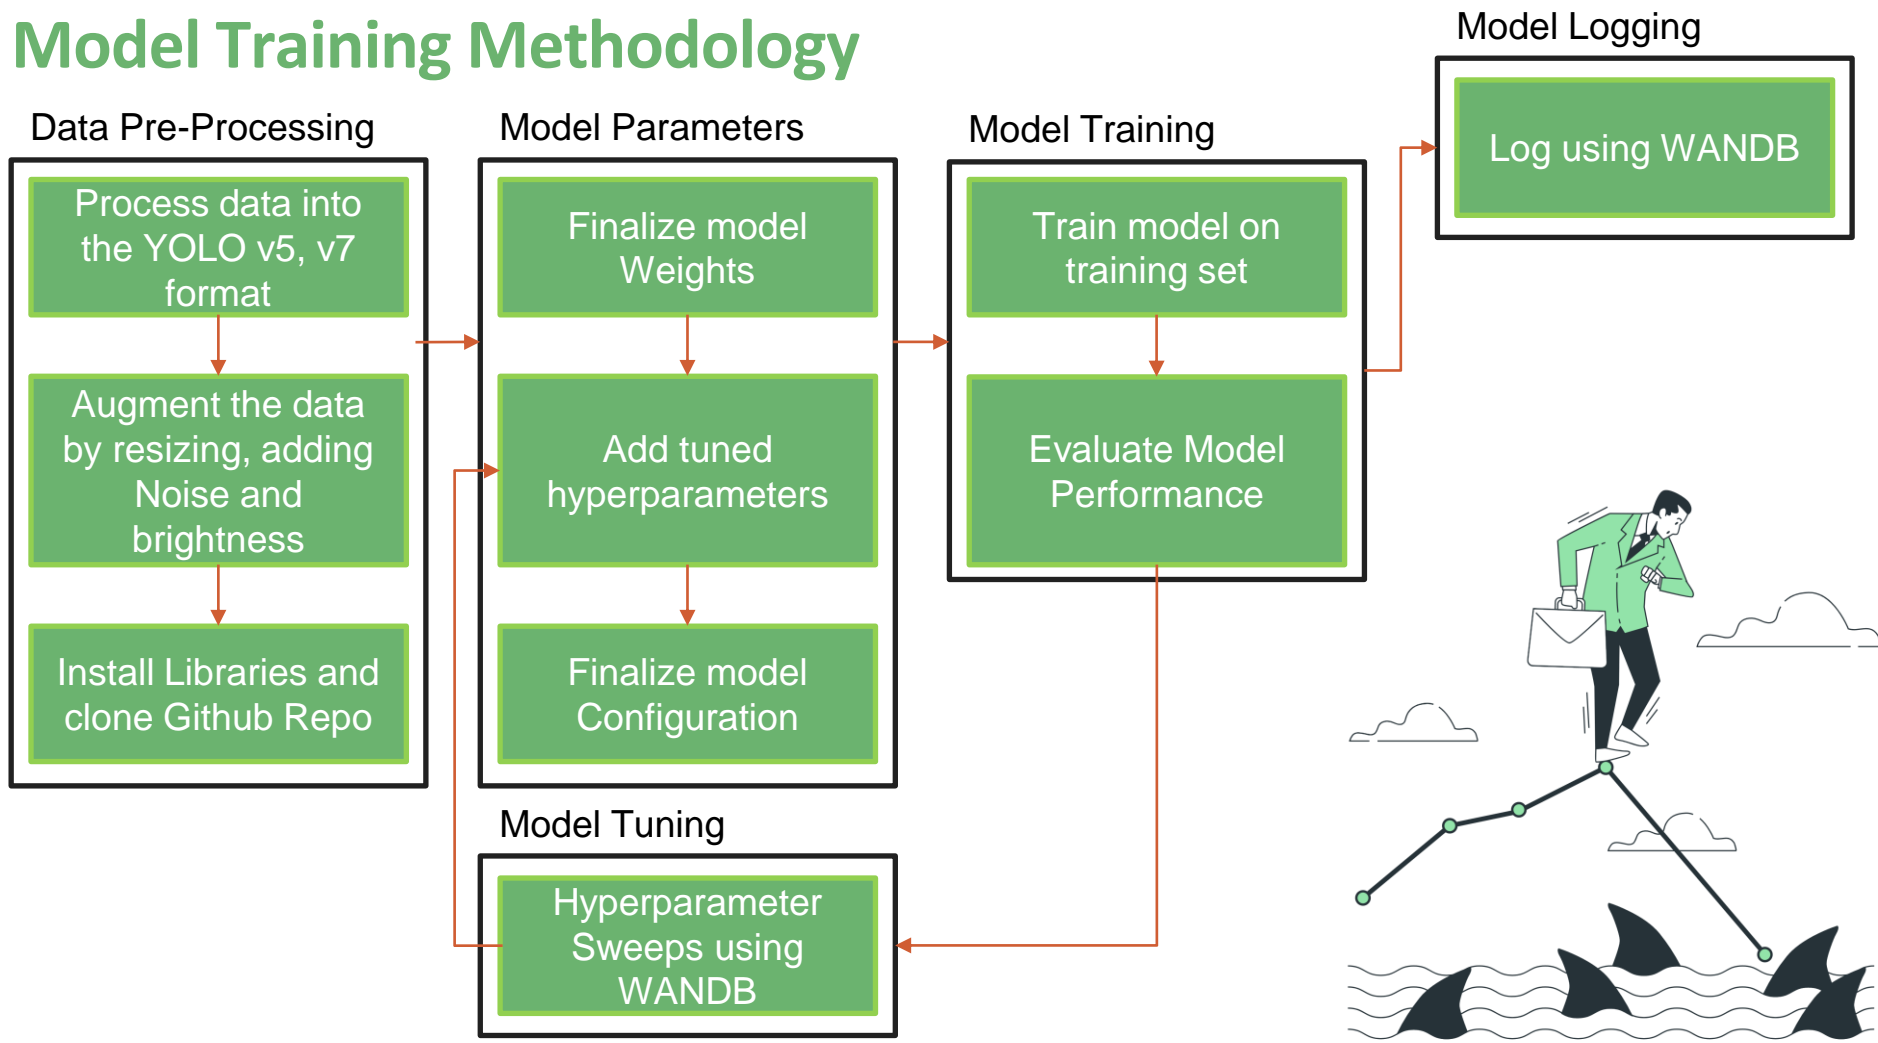 Model Training Methodology
Model Logging
Log using WANDB
Data Pre-Processing
Process data into
the YOLO v5, v7
format
Augment the data
by resizing, adding
Noise and
brightness
Install Libraries and
clone Github Repo
Model Parameters
Finalize model
Weights
Add tuned
hyperparameters
Finalize model
Configuration
Model Training
Train model on
training set
Evaluate Model
Performance
Model Tuning
Hyperparameter
Sweeps using
WANDB